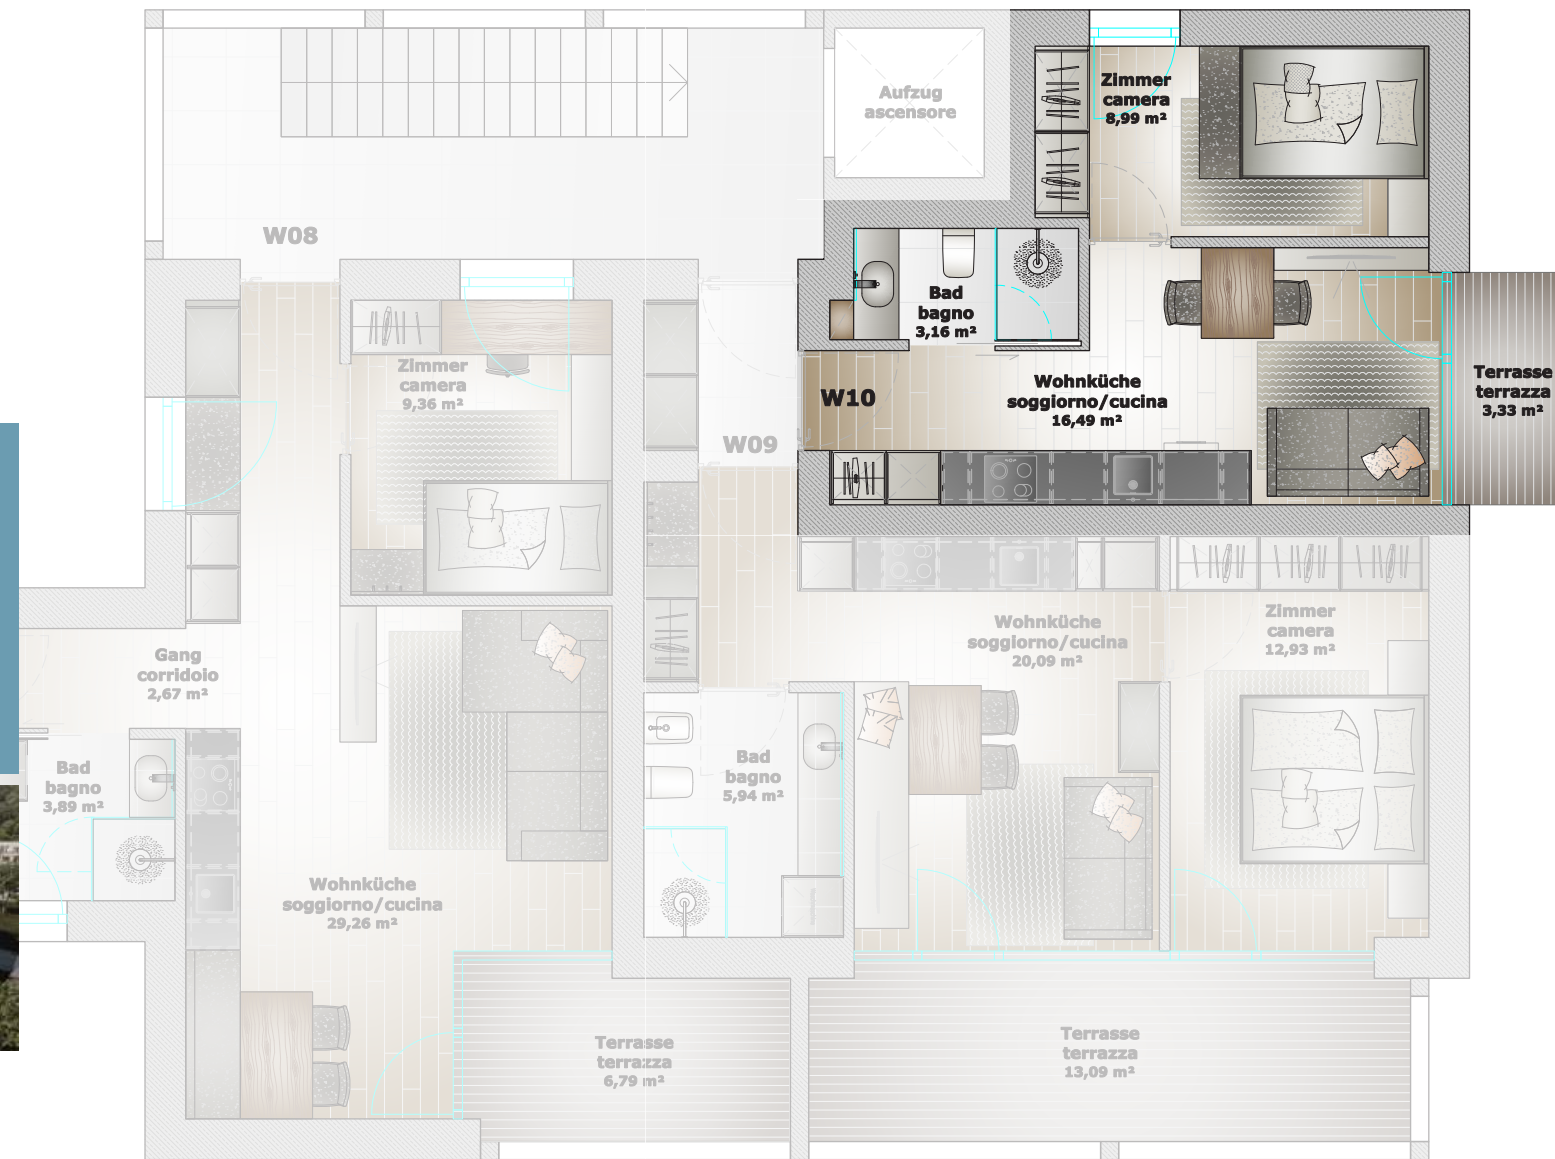 Aufzug
ascensore
Zimmer
camera
8,99 m²
W08
Bad
bagno
3,16 m²
Zimmer
camera
9,36 m²
W10
Wohnküche
soggiorno/cucina
16,49 m²
Terrasse
terrazza
3,33 m²
W09
Gang
corridoio
2,67 m²
Wohnküche
soggiorno/cucina
20,09 m²
Zimmer
camera
12,93 m²
Bad
bagno
3,89 m²
Bad
bagno
5,94 m²
Wohnküche
soggiorno/cucina
29,26 m²
Terrasse
terrazza
6,79 m²
Terrasse
terrazza
13,09 m²